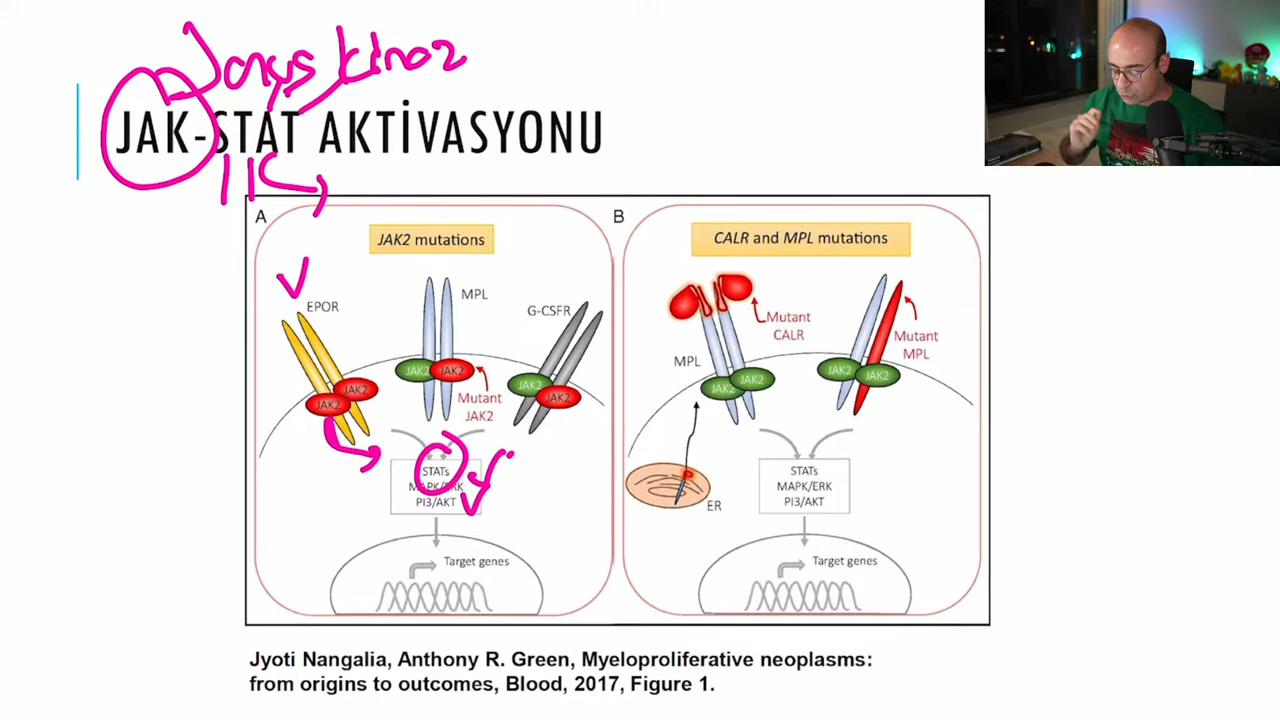 Janus kinaz
JAK-STAT AKTİVASYONU
A
JAK2 mutations
EPOR
MPL
G-CSFR
JAK2
JAK2
JAK2
JAK2
JAK2
JAK2
Mutant
JAK2
STATs
MAPK/ERK
PI3/AKT
Target genes
B
CALR and MPL mutations
Mutant
CALR
Mutant
MPL
MPL
JAK2
JAK2
JAK2
JAK2
ER
STATs
MAPK/ERK
PI3/AKT
Target genes
Jyoti Nangalia, Anthony R. Green, Myeloproliferative neoplasms:
from origins to outcomes, Blood, 2017, Figure 1.